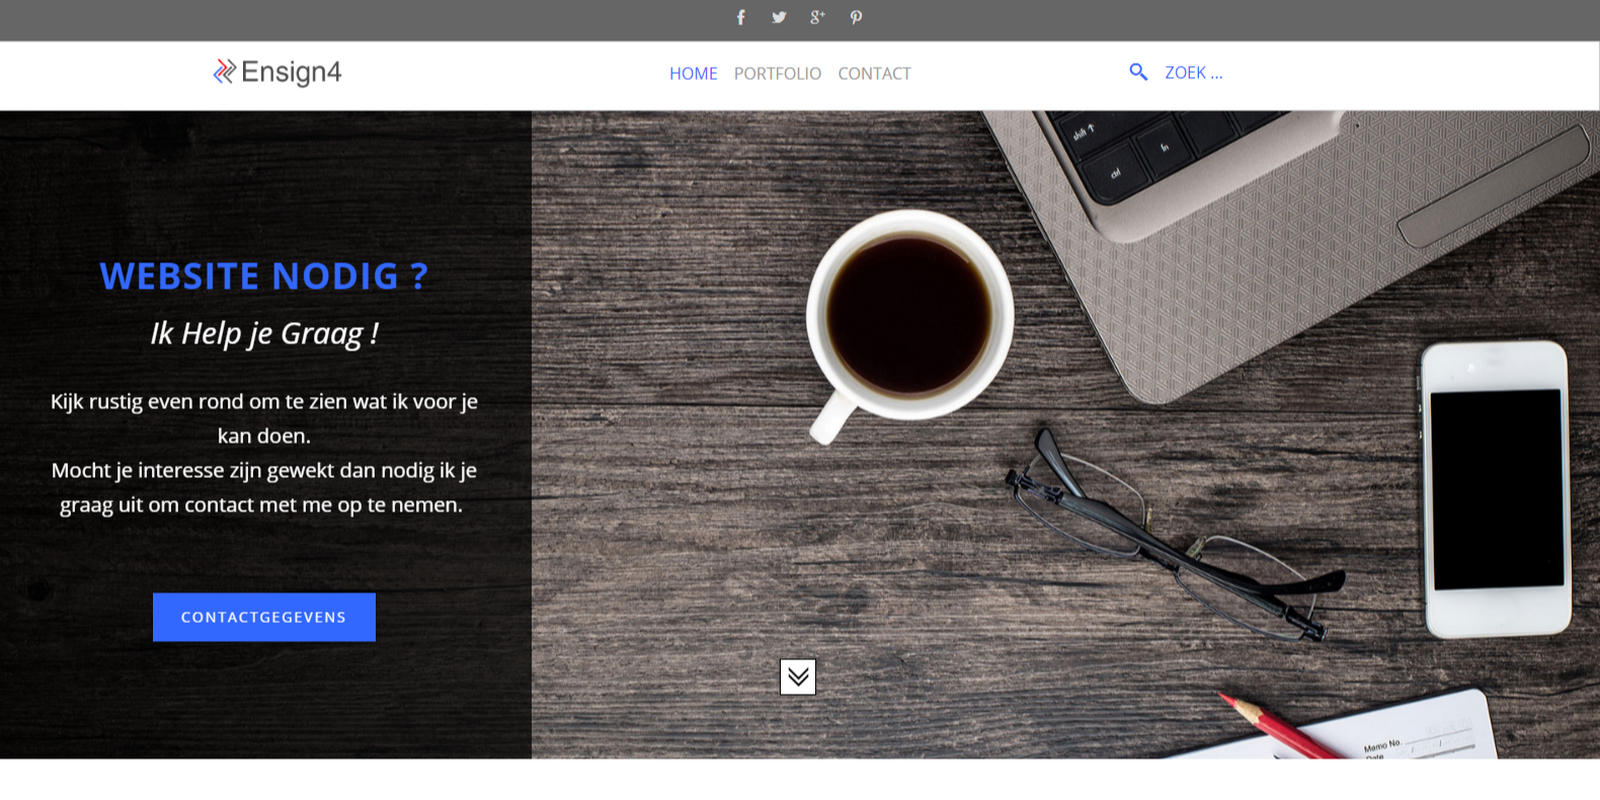 Ensign4
HOME PORTFOLIO CONTACT
ZOEK ...
shift
fn
ctrl
WEBSITE NODIG ?
Ik Help je Graag !
Kijk rustig even rond om te zien wat ik voor je
kan doen.
Mocht je interesse zijn gewekt dan nodig ik je
graag uit om contact met me op te nemen.
CONTACTGEGEVENS
Memo No.
Date